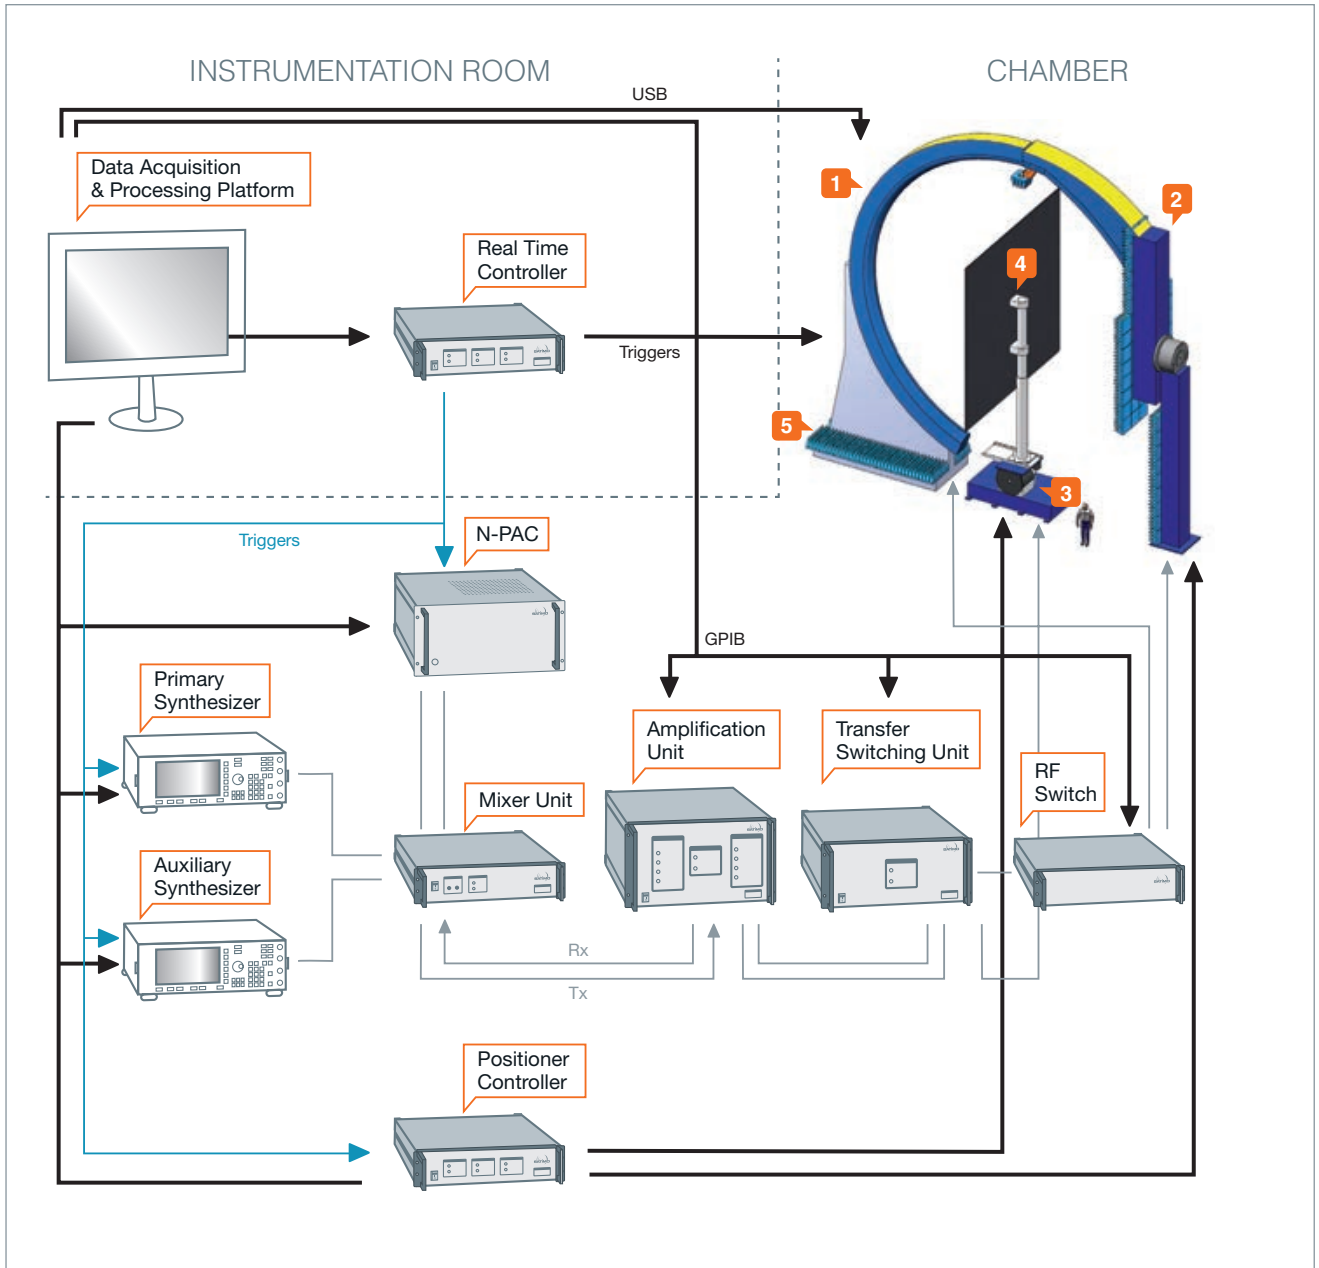 INSTRUMENTATION ROOM
CHAMBER
USB
Data Acquisition
& Processing Platform
1
2
Real Time
Controller
4
Triggers
5
3
Triggers
N-PAC
GPIB
Primary
Synthesizer
Amplification
Unit
Transfer
Switching Unit
RF
Switch
Mixer Unit
Auxiliary
Synthesizer
Rx
Tx
Positioner
Controller